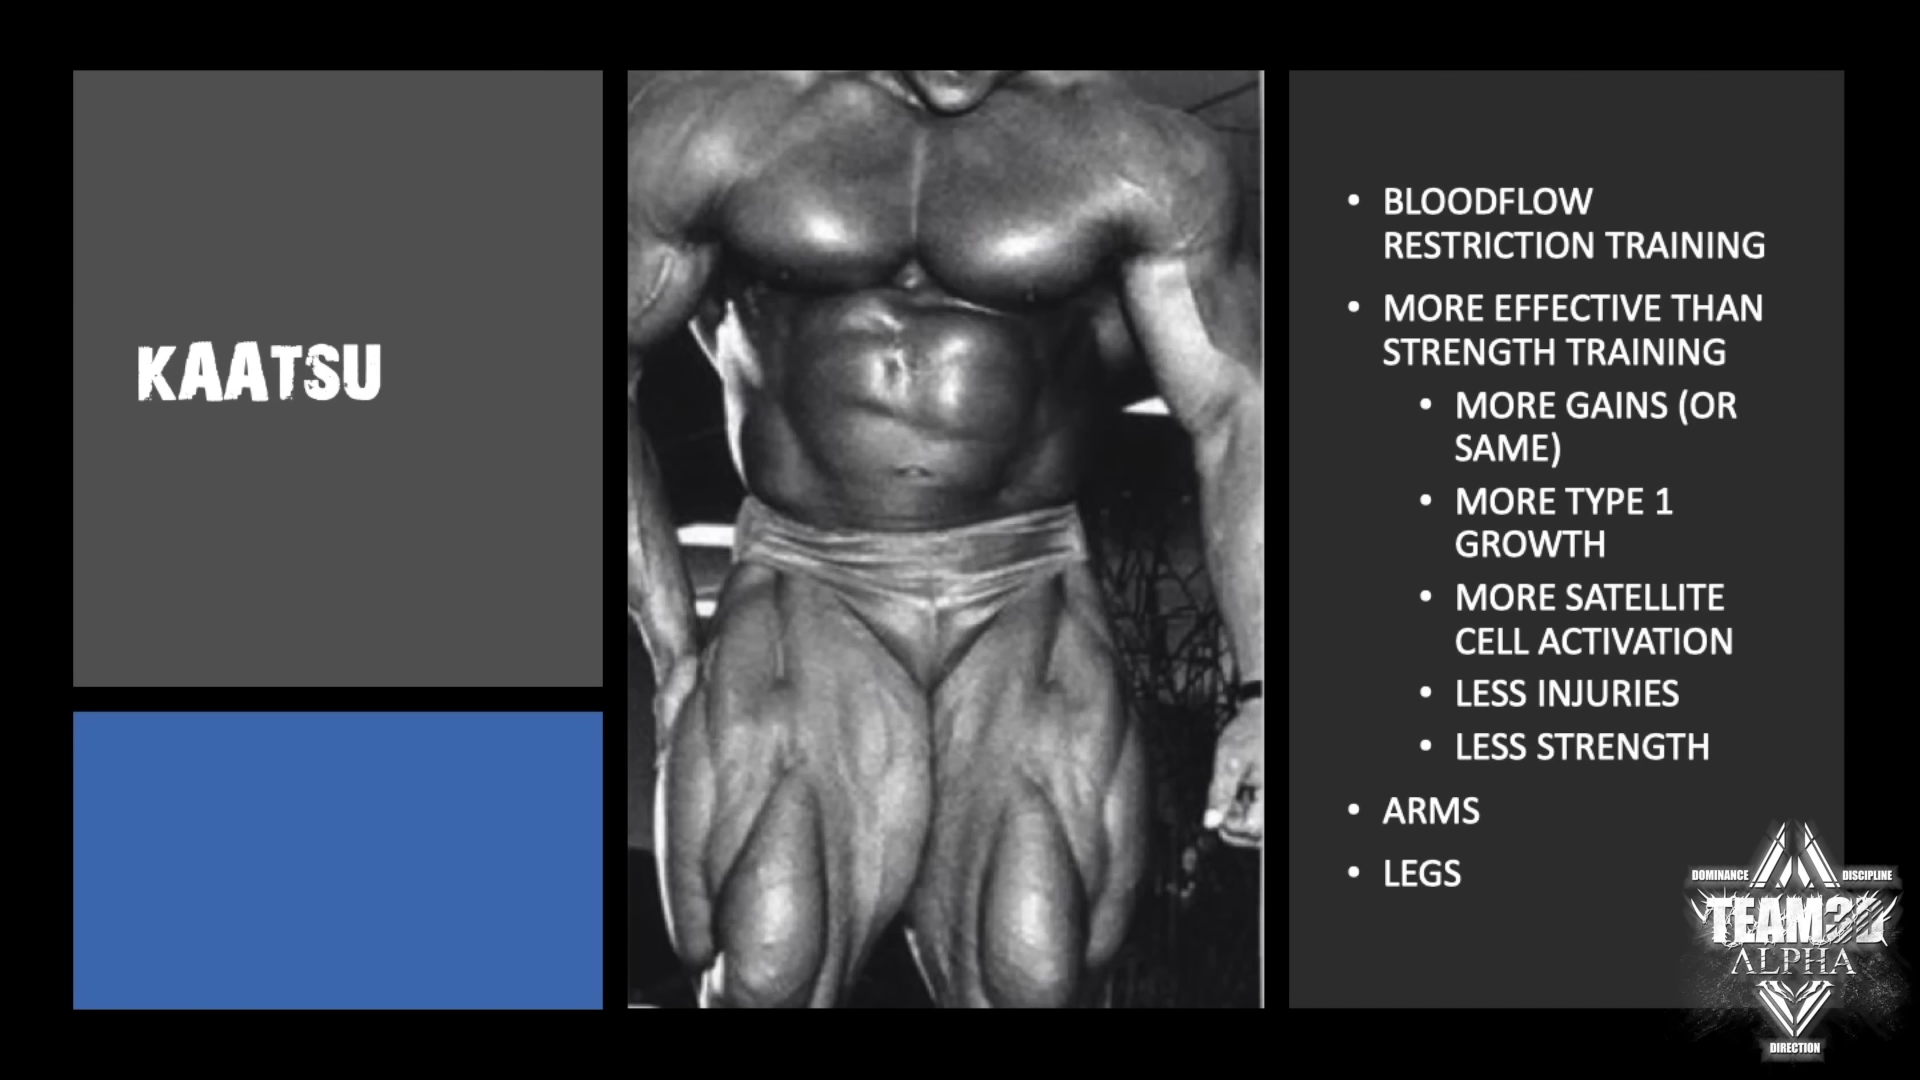 KAATSU
• BLOODFLOW
RESTRICTION TRAINING
• MORE EFFECTIVE THAN
STRENGTH TRAINING
• MORE GAINS (OR
SAME)
• MORE TYPE 1
GROWTH
• MORE SATELLITE
CELL ACTIVATION
• LESS INJURIES
• LESS STRENGTH
• ARMS
• LEGS
DOMINANCE DISCIPLINE
TEAM3D
ALPHA
DIRECTION